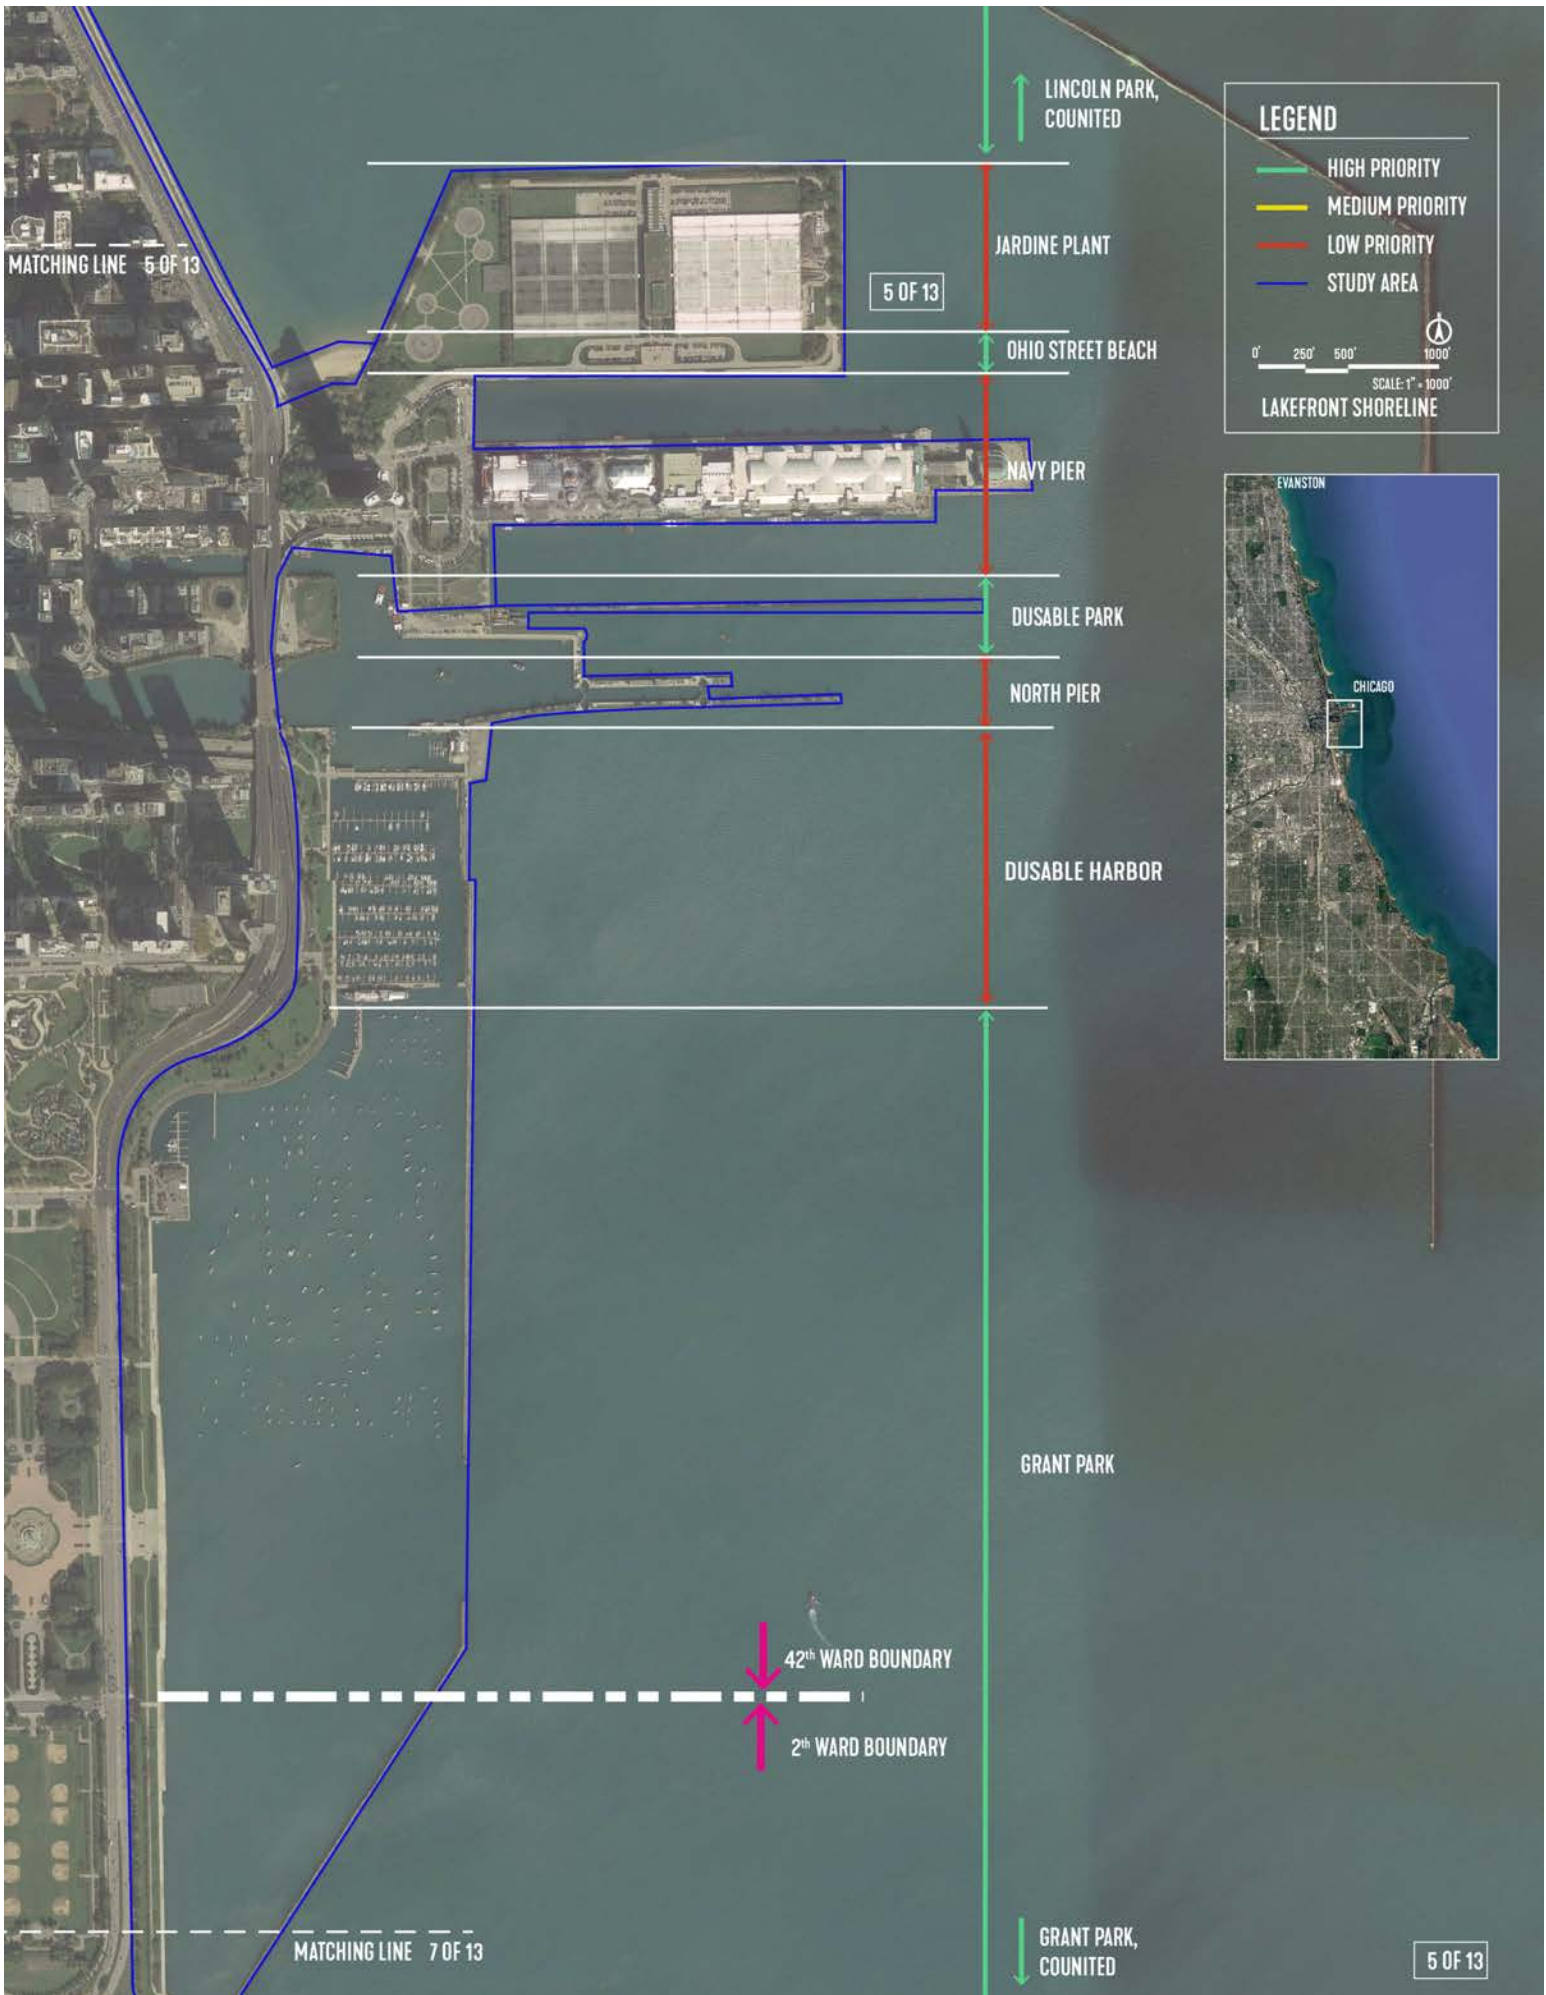 LINCOLN PARK,
COUNITED
LEGEND
HIGH PRIORITY
MEDIUM PRIORITY
LOW PRIORITY
STUDY AREA
0' 250' 500' 1000'
SCALE: 1" = 1000'
LAKEFRONT SHORELINE
MATCHING LINE 5 OF 13
JARDINE PLANT
5 OF 13
OHIO STREET BEACH
NAVY PIER
EVANSTON
CHICAGO
DUSABLE PARK
NORTH PIER
DUSABLE HARBOR
GRANT PARK
42th WARD BOUNDARY
2th WARD BOUNDARY
MATCHING LINE 7 OF 13
GRANT PARK,
COUNITED
5 OF 13